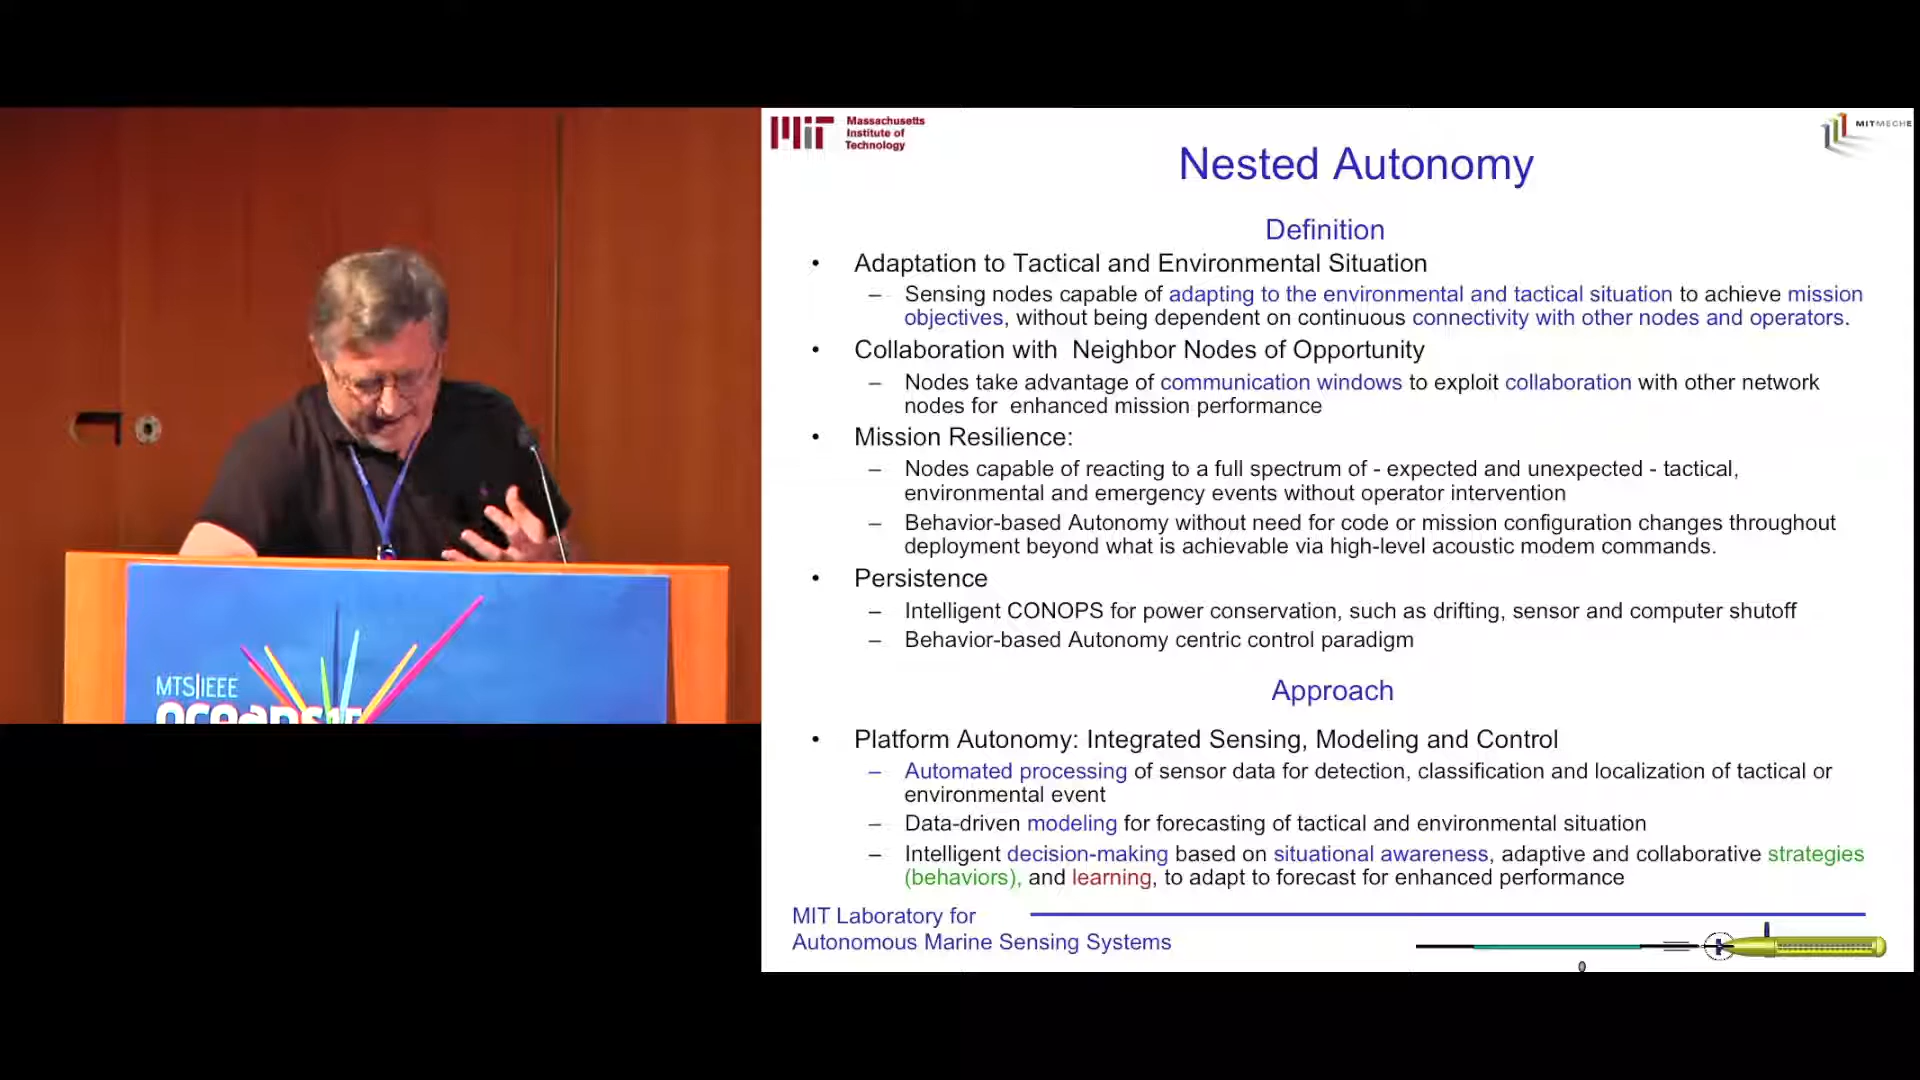 Massachusetts
Institute of
Technology
MITMECHE
Nested Autonomy
Definition
• Adaptation to Tactical and Environmental Situation
– Sensing nodes capable of adapting to the environmental and tactical situation to achieve mission
objectives, without being dependent on continuous connectivity with other nodes and operators.
• Collaboration with Neighbor Nodes of Opportunity
– Nodes take advantage of communication windows to exploit collaboration with other network
nodes for enhanced mission performance
• Mission Resilience:
– Nodes capable of reacting to a full spectrum of - expected and unexpected - tactical,
environmental and emergency events without operator intervention
– Behavior-based Autonomy without need for code or mission configuration changes throughout
deployment beyond what is achievable via high-level acoustic modem commands.
• Persistence
– Intelligent CONOPS for power conservation, such as drifting, sensor and computer shutoff
– Behavior-based Autonomy centric control paradigm
Approach
• Platform Autonomy: Integrated Sensing, Modeling and Control
– Automated processing of sensor data for detection, classification and localization of tactical or
environmental event
– Data-driven modeling for forecasting of tactical and environmental situation
– Intelligent decision-making based on situational awareness, adaptive and collaborative strategies
(behaviors), and learning, to adapt to forecast for enhanced performance
MIT Laboratory for
Autonomous Marine Sensing Systems
MTS|IEEE